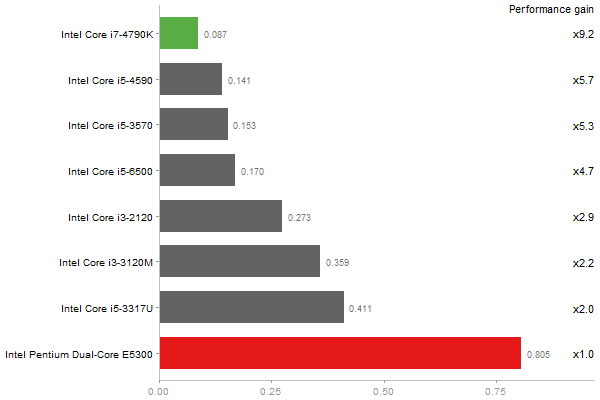 Performance gain
Intel Core i7-4790K 0.087 x9.2
Intel Core i5-4590 0.141 x5.7
Intel Core i5-3570 0.153 x5.3
Intel Core i5-6500 0.170 x4.7
Intel Core i3-2120 0.273 x2.9
Intel Core i3-3120M 0.359 x2.2
Intel Core i5-3317U 0.411 x2.0
Intel Pentium Dual-Core E5300 0.805 x1.0
0.00 0.25 0.50 0.75